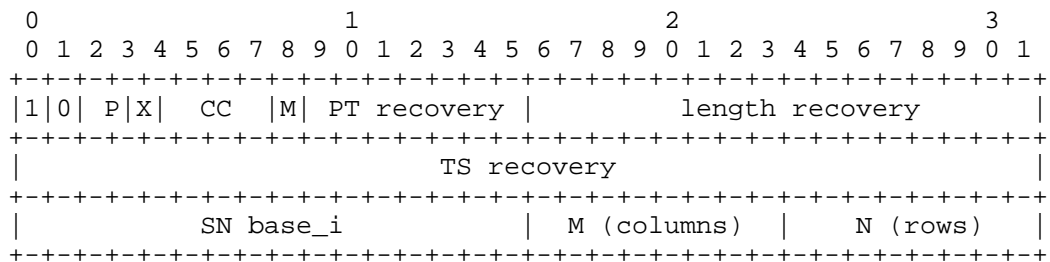 0                   1                   2                   3
 0 1 2 3 4 5 6 7 8 9 0 1 2 3 4 5 6 7 8 9 0 1 2 3 4 5 6 7 8 9 0 1
+-+-+-+-+-+-+-+-+-+-+-+-+-+-+-+-+-+-+-+-+-+-+-+-+-+-+-+-+-+-+-+-+
|1|0| P|X|  CC   |M| PT recovery |         length recovery       |
+-+-+-+-+-+-+-+-+-+-+-+-+-+-+-+-+-+-+-+-+-+-+-+-+-+-+-+-+-+-+-+-+
|                          TS recovery                          |
+-+-+-+-+-+-+-+-+-+-+-+-+-+-+-+-+-+-+-+-+-+-+-+-+-+-+-+-+-+-+-+-+
|           SN base_i           |  M (columns)  |    N (rows)   |
+-+-+-+-+-+-+-+-+-+-+-+-+-+-+-+-+-+-+-+-+-+-+-+-+-+-+-+-+-+-+-+-+